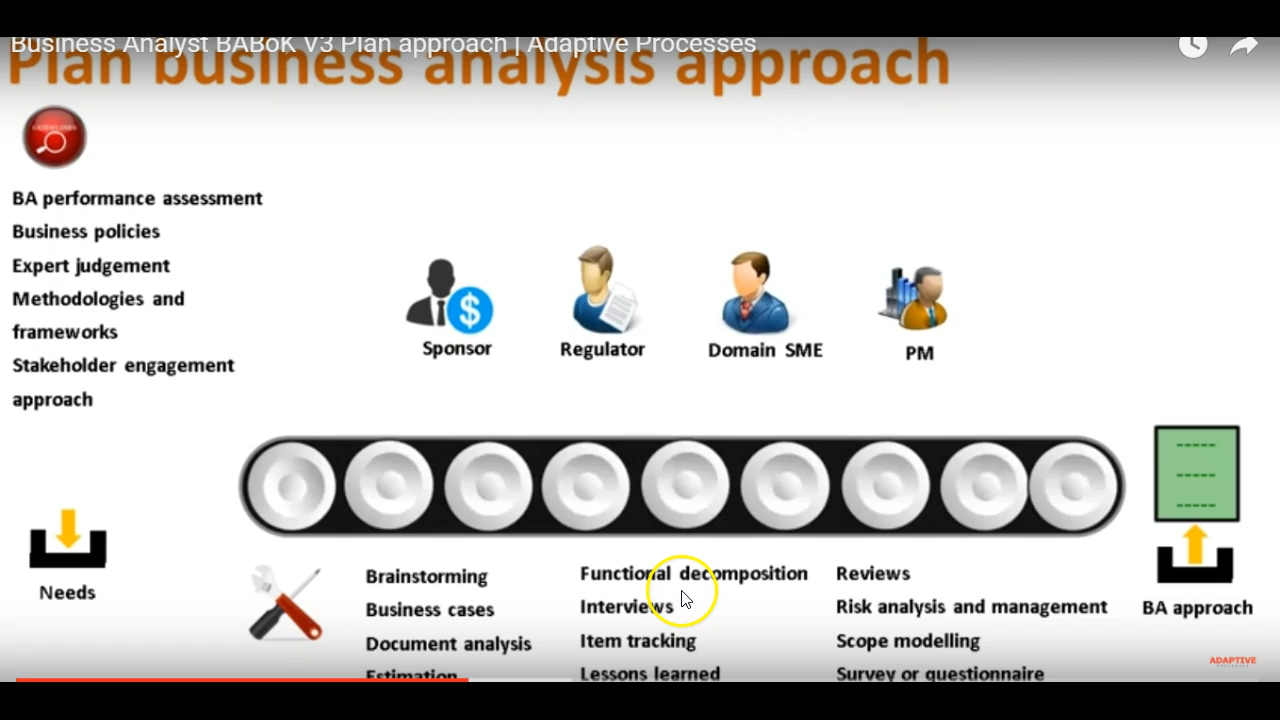 Business Analyst BABoK V3 Plan approach | Adaptive Processes
Plan business analysis approach
BA performance assessment
Business policies
Expert judgement
Methodologies and
frameworks
Stakeholder engagement
approach
Sponsor
Regulator
Domain SME
PM
Needs
Brainstorming
Business cases
Document analysis
Estimation
Functional decomposition
Interviews
Item tracking
Lessons learned
Reviews
Risk analysis and management
Scope modelling
Survey or questionnaire
BA approach
ADAPTIVE